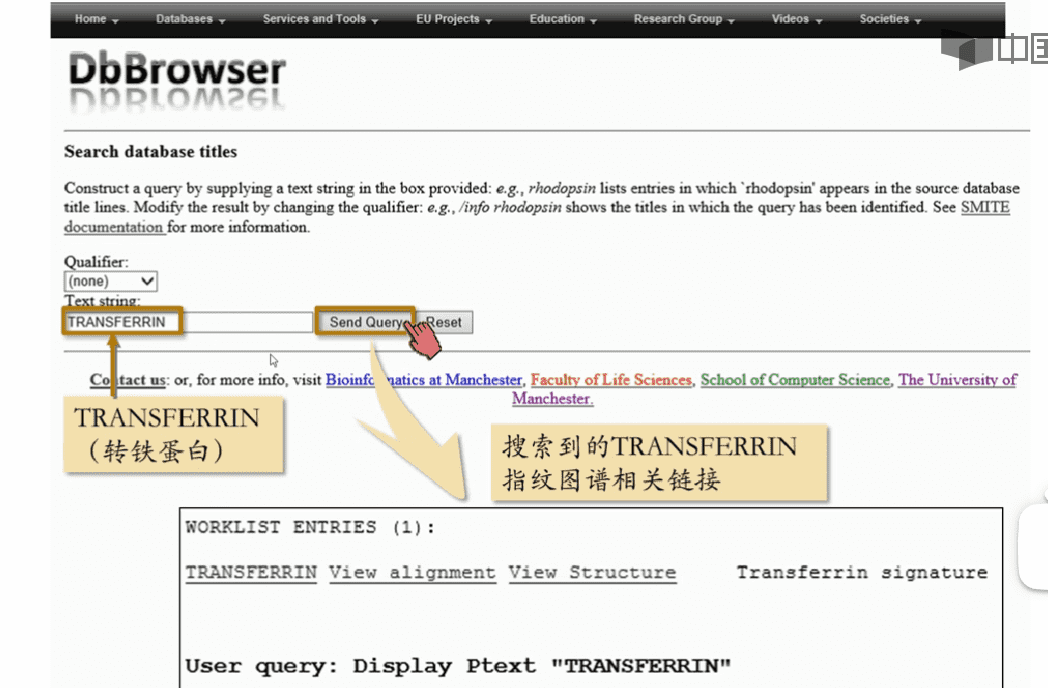 Home Databases Services and Tools EU Projects Education Research Group Videos Societies
中国
DbBrowser
Search database titles
Construct a query by supplying a text string in the box provided: e.g., rhodopsin lists entries in which `rhodopsin' appears in the source database
title lines. Modify the result by changing the qualifier: e.g., /info rhodopsin shows the titles in which the query has been identified. See SMITE
documentation for more information.
Qualifier:
(none)
Text string:
TRANSFERRIN Send Query Reset
Contact us: or, for more info, visit Bioinformatics at Manchester, Faculty of Life Sciences, School of Computer Science, The University of
Manchester.
TRANSFERRIN
（转铁蛋白）
搜索到的TRANSFERRIN
指纹图谱相关链接
WORKLIST ENTRIES (1):
TRANSFERRIN View alignment View Structure Transferrin signature
User query: Display Ptext "TRANSFERRIN"